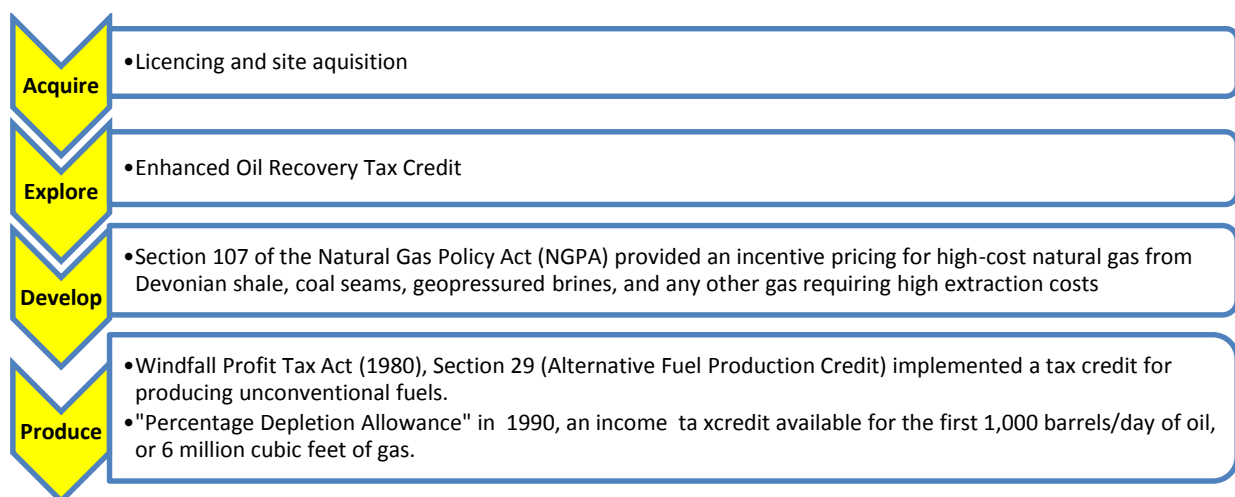 Acquire
•Licencing and site aquisition
Explore
•Enhanced Oil Recovery Tax Credit
Develop
•Section 107 of the Natural Gas Policy Act (NGPA) provided an incentive pricing for high-cost natural gas from
Devonian shale, coal seams, geopressured brines, and any other gas requiring high extraction costs
Produce
•Windfall Profit Tax Act (1980), Section 29 (Alternative Fuel Production Credit) implemented a tax credit for
producing unconventional fuels.
•"Percentage Depletion Allowance" in  1990, an income  ta xcredit available for the first 1,000 barrels/day of oil,
or 6 million cubic feet of gas.